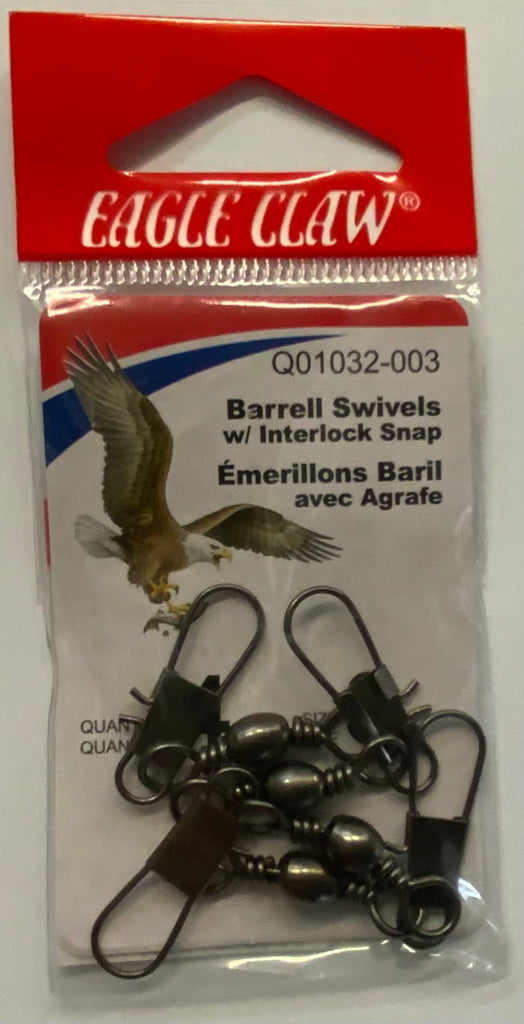 EAGLE CLAW®
Q01032-003
Barrell Swivels
w/ Interlock Snap
Émerillons Baril
avec Agrafe